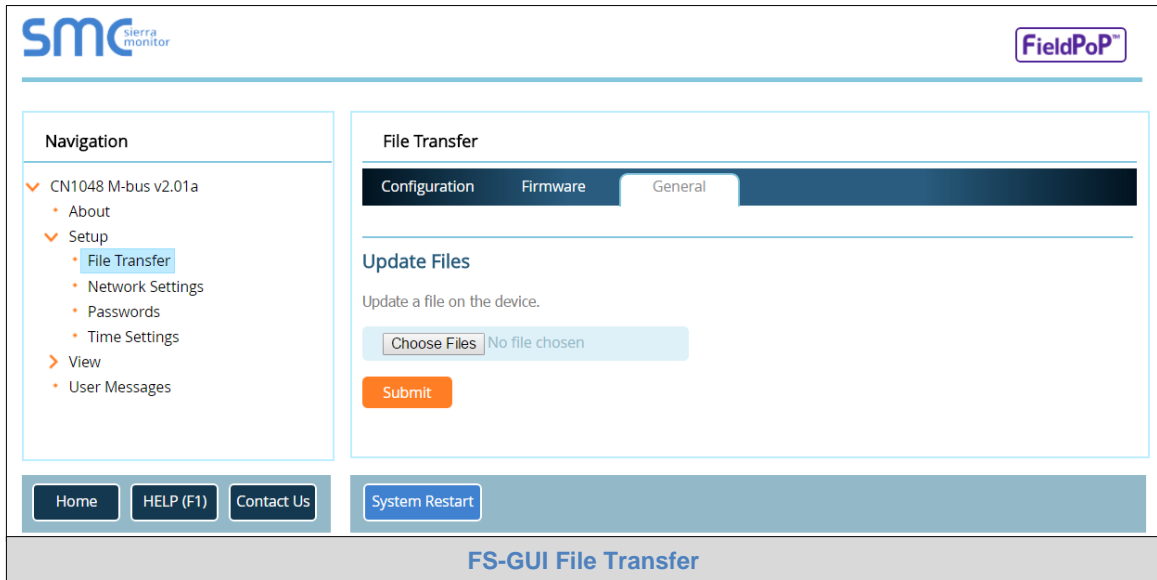 SMC sierra monitor
FieldPoP™
Navigation
CN1048 M-bus v2.01a
About
Setup
File Transfer
Network Settings
Passwords
Time Settings
View
User Messages
File Transfer
Configuration Firmware General
Update Files
Update a file on the device.
Choose Files No file chosen
Submit
Home HELP (F1) Contact Us
System Restart
FS-GUI File Transfer